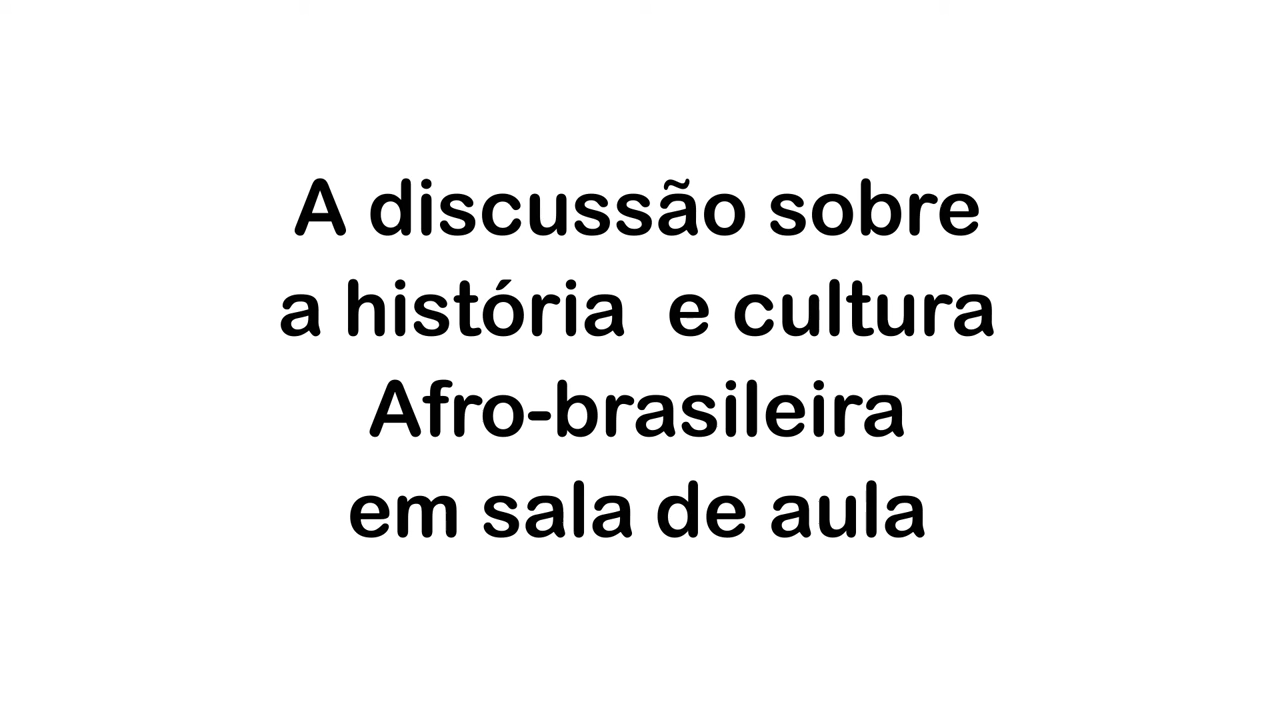 A discussão sobre
a história  e cultura
Afro-brasileira
em sala de aula